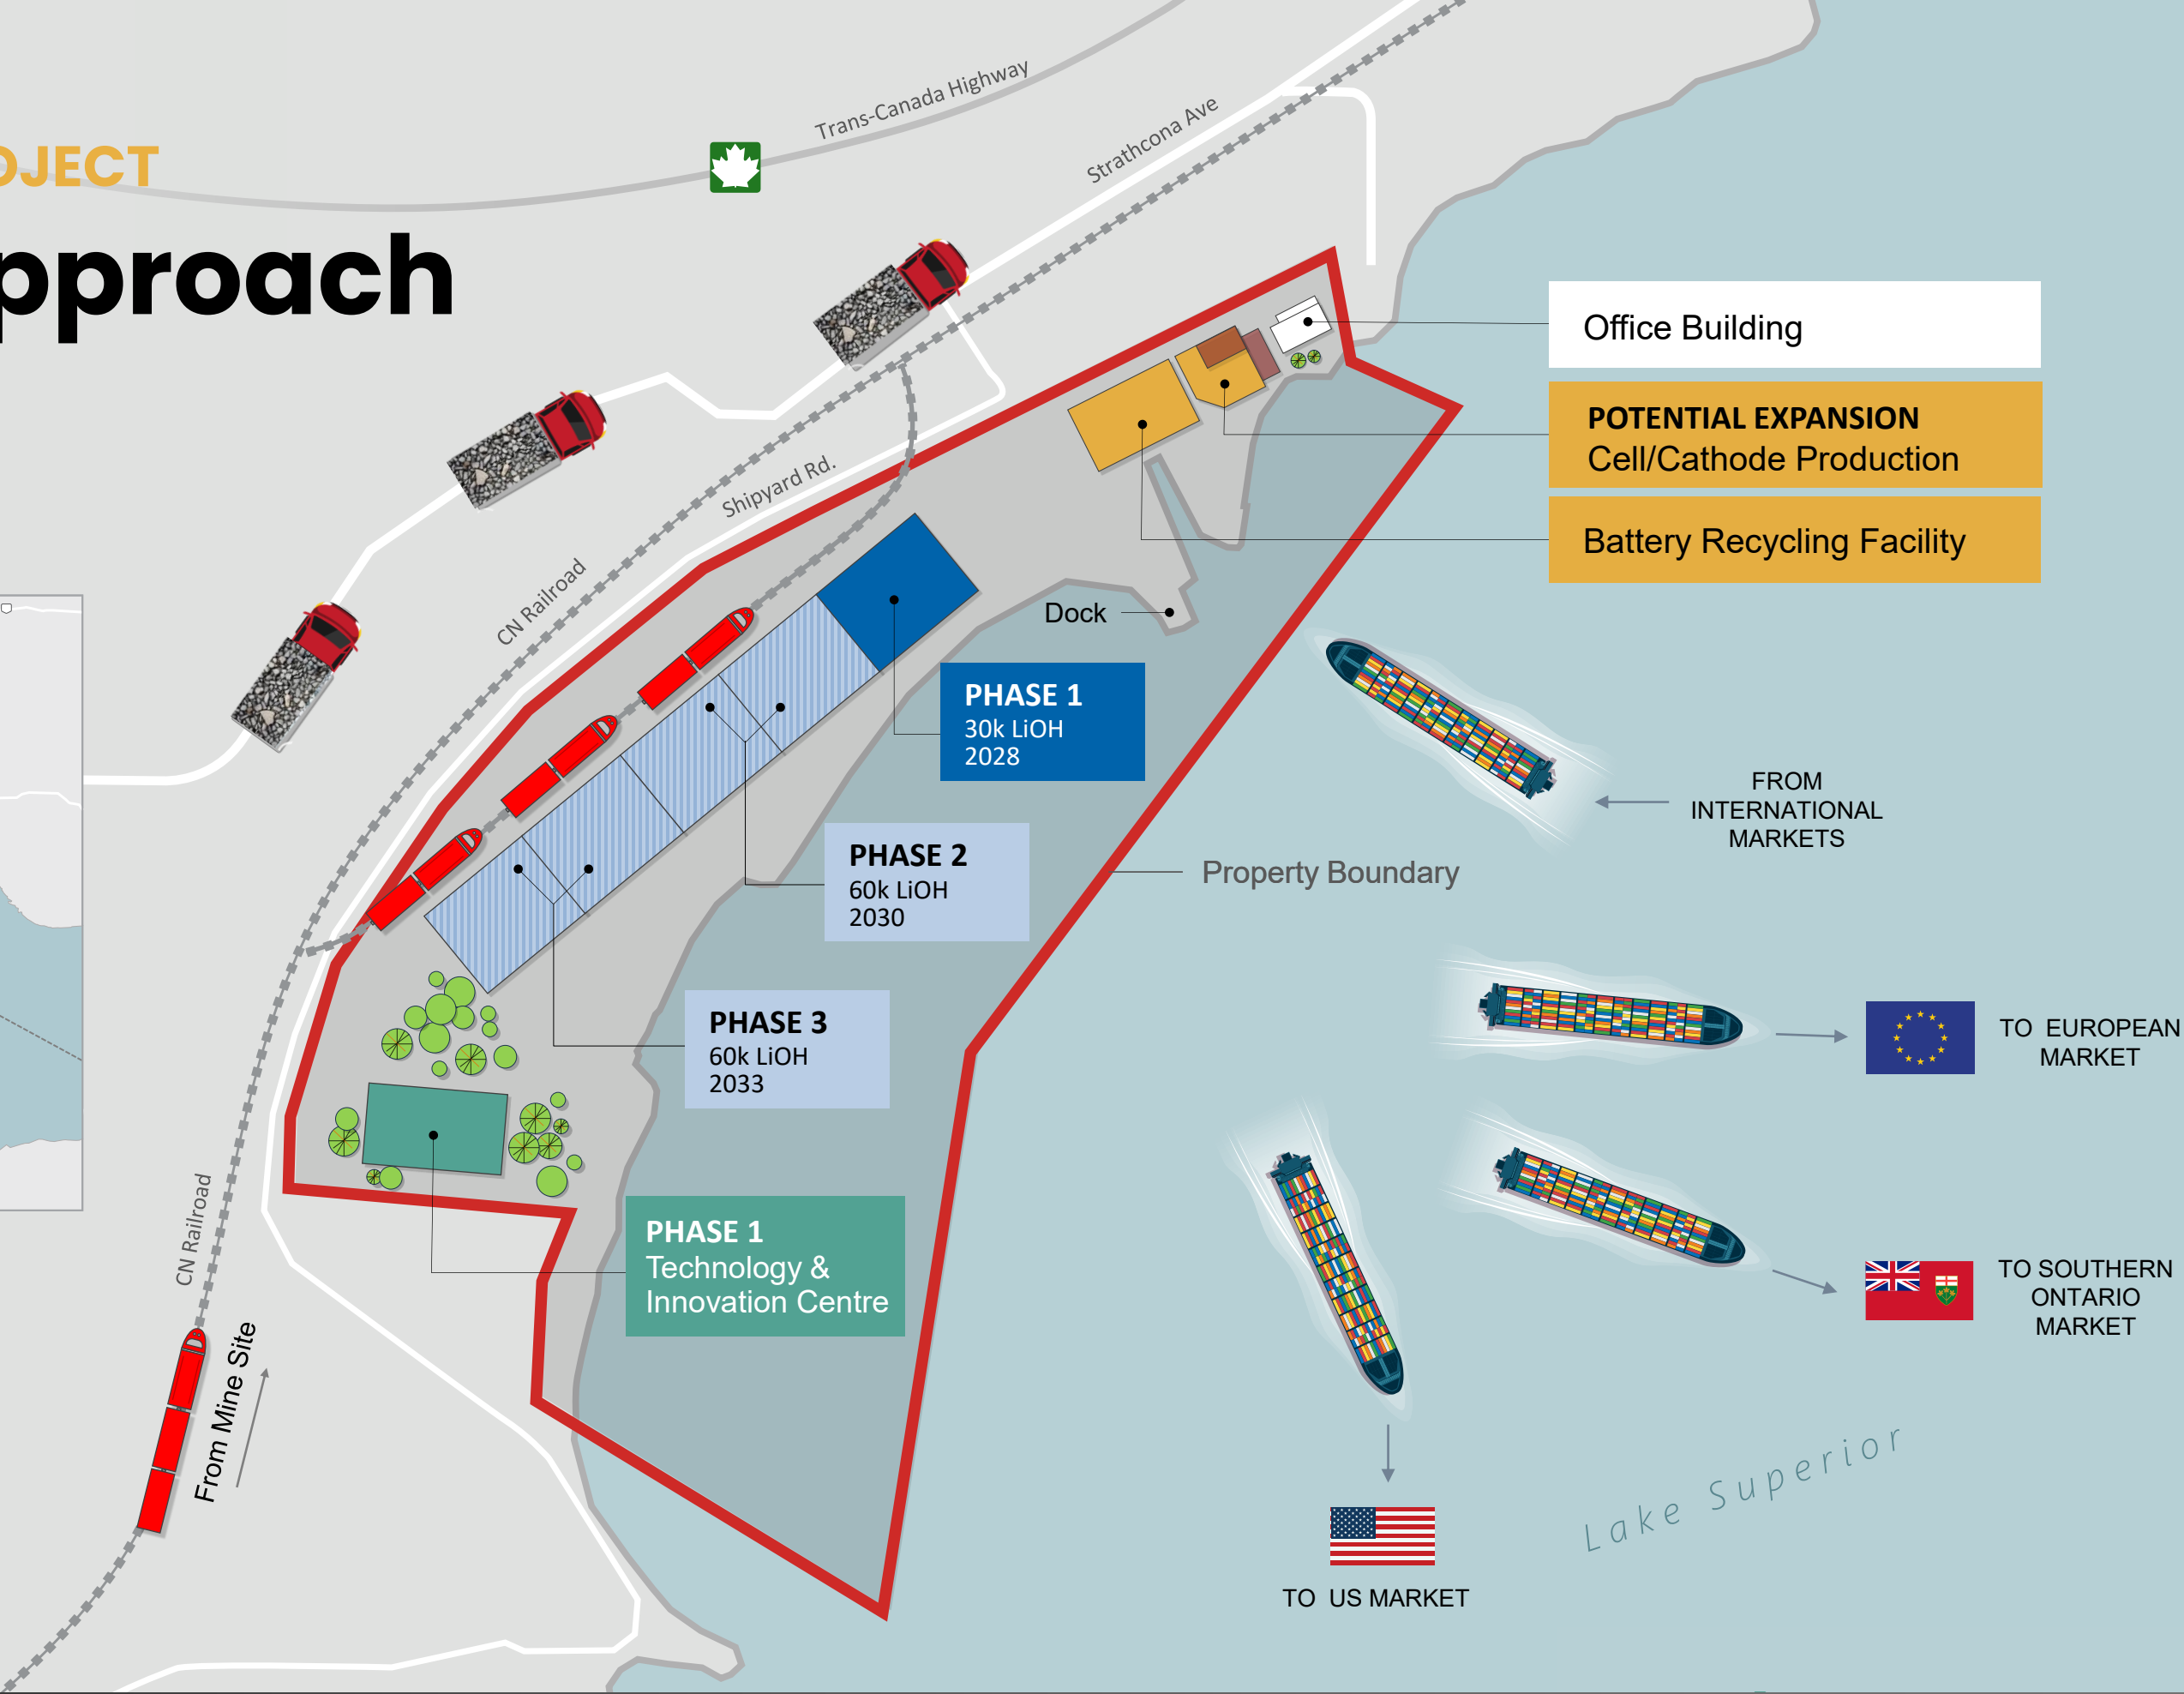 OJECT
pproach
Trans-Canada Highway
Strathcona Ave
Office Building
POTENTIAL EXPANSION
Cell/Cathode Production
Battery Recycling Facility
Shipyard Rd.
CN Railroad
Dock
PHASE 1
30k LiOH
2028
FROM
INTERNATIONAL
MARKETS
PHASE 2
60k LiOH
2030
Property Boundary
PHASE 3
60k LiOH
2033
TO EUROPEAN
MARKET
PHASE 1
Technology &
Innovation Centre
CN Railroad
From Mine Site
TO SOUTHERN
ONTARIO
MARKET
Lake Superior
TO US MARKET